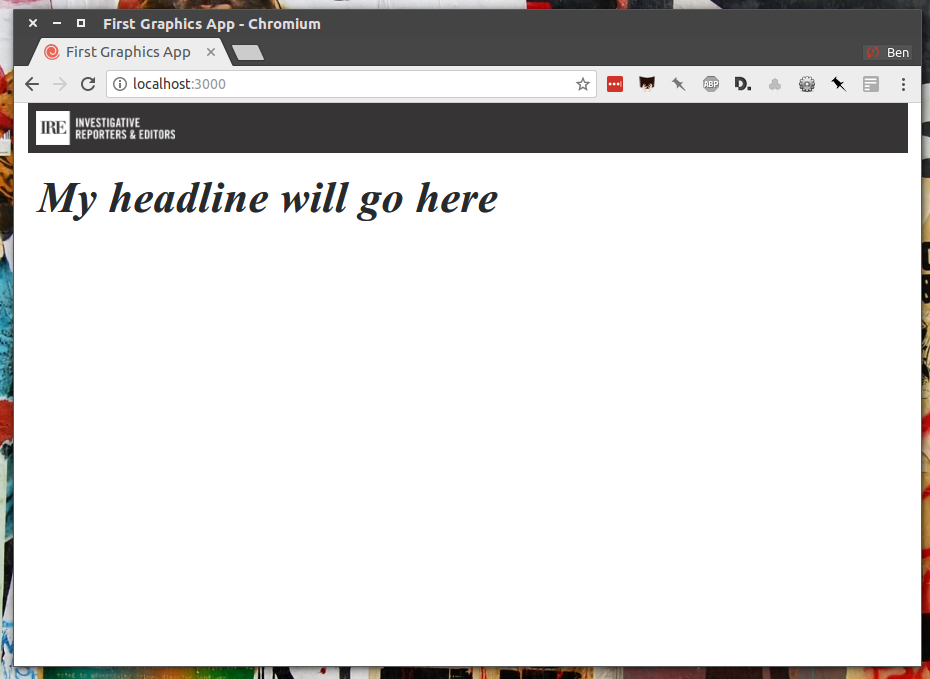 First Graphics App - Chromium
First Graphics App
Ben
localhost:3000
ABP
D.
IRE
INVESTIGATIVE
REPORTERS & EDITORS
My headline will go here